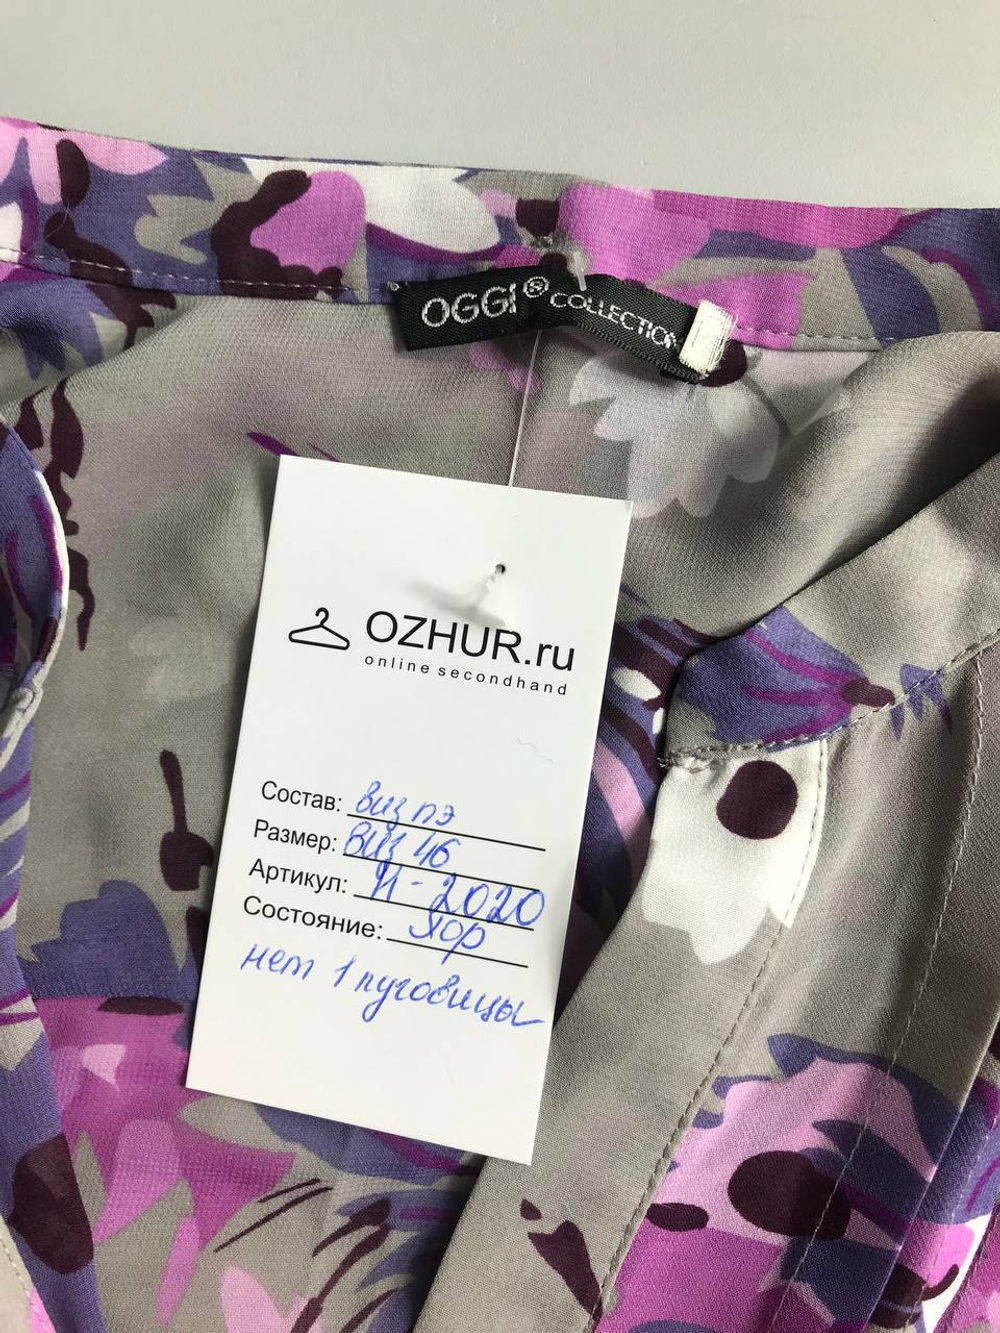 OGGi® COLLECTION
OZHUR.ru
online secondhand
Состав: виз пэ
Размер: виз 46
Артикул: И-2020
Состояние: хор
нет 1 пуговицы